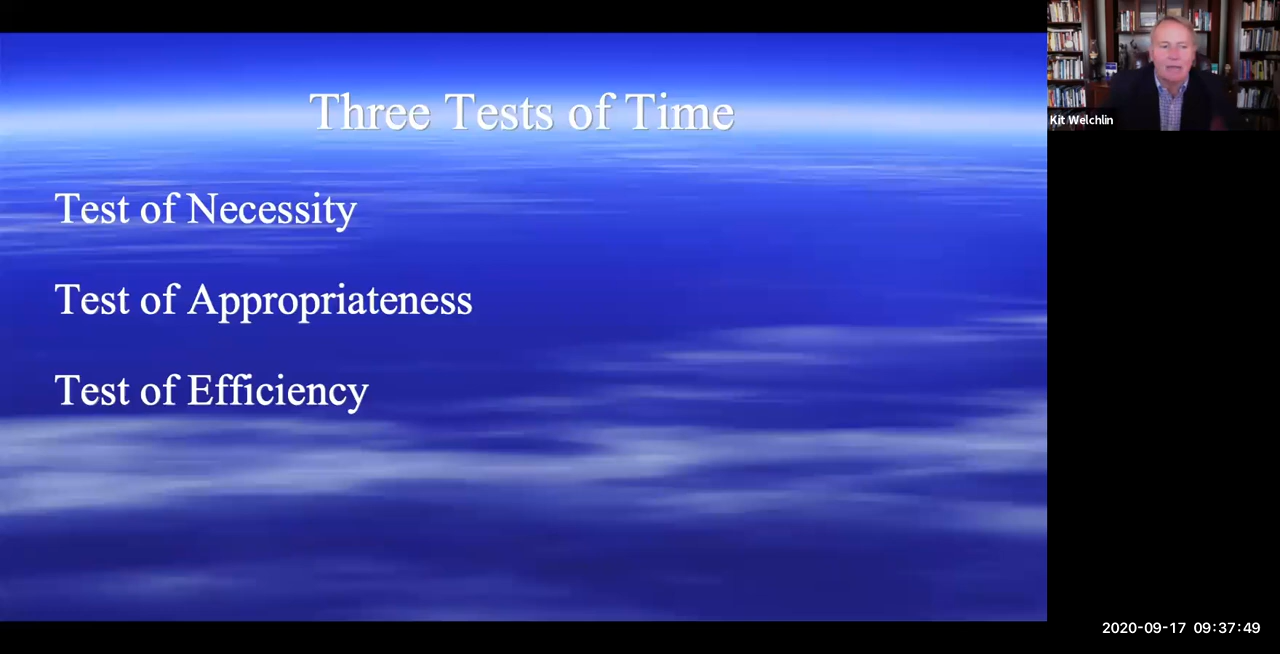 Three Tests of Time
Test of Necessity
Test of Appropriateness
Test of Efficiency
Kit Welchlin
2020-09-17 09:37:49